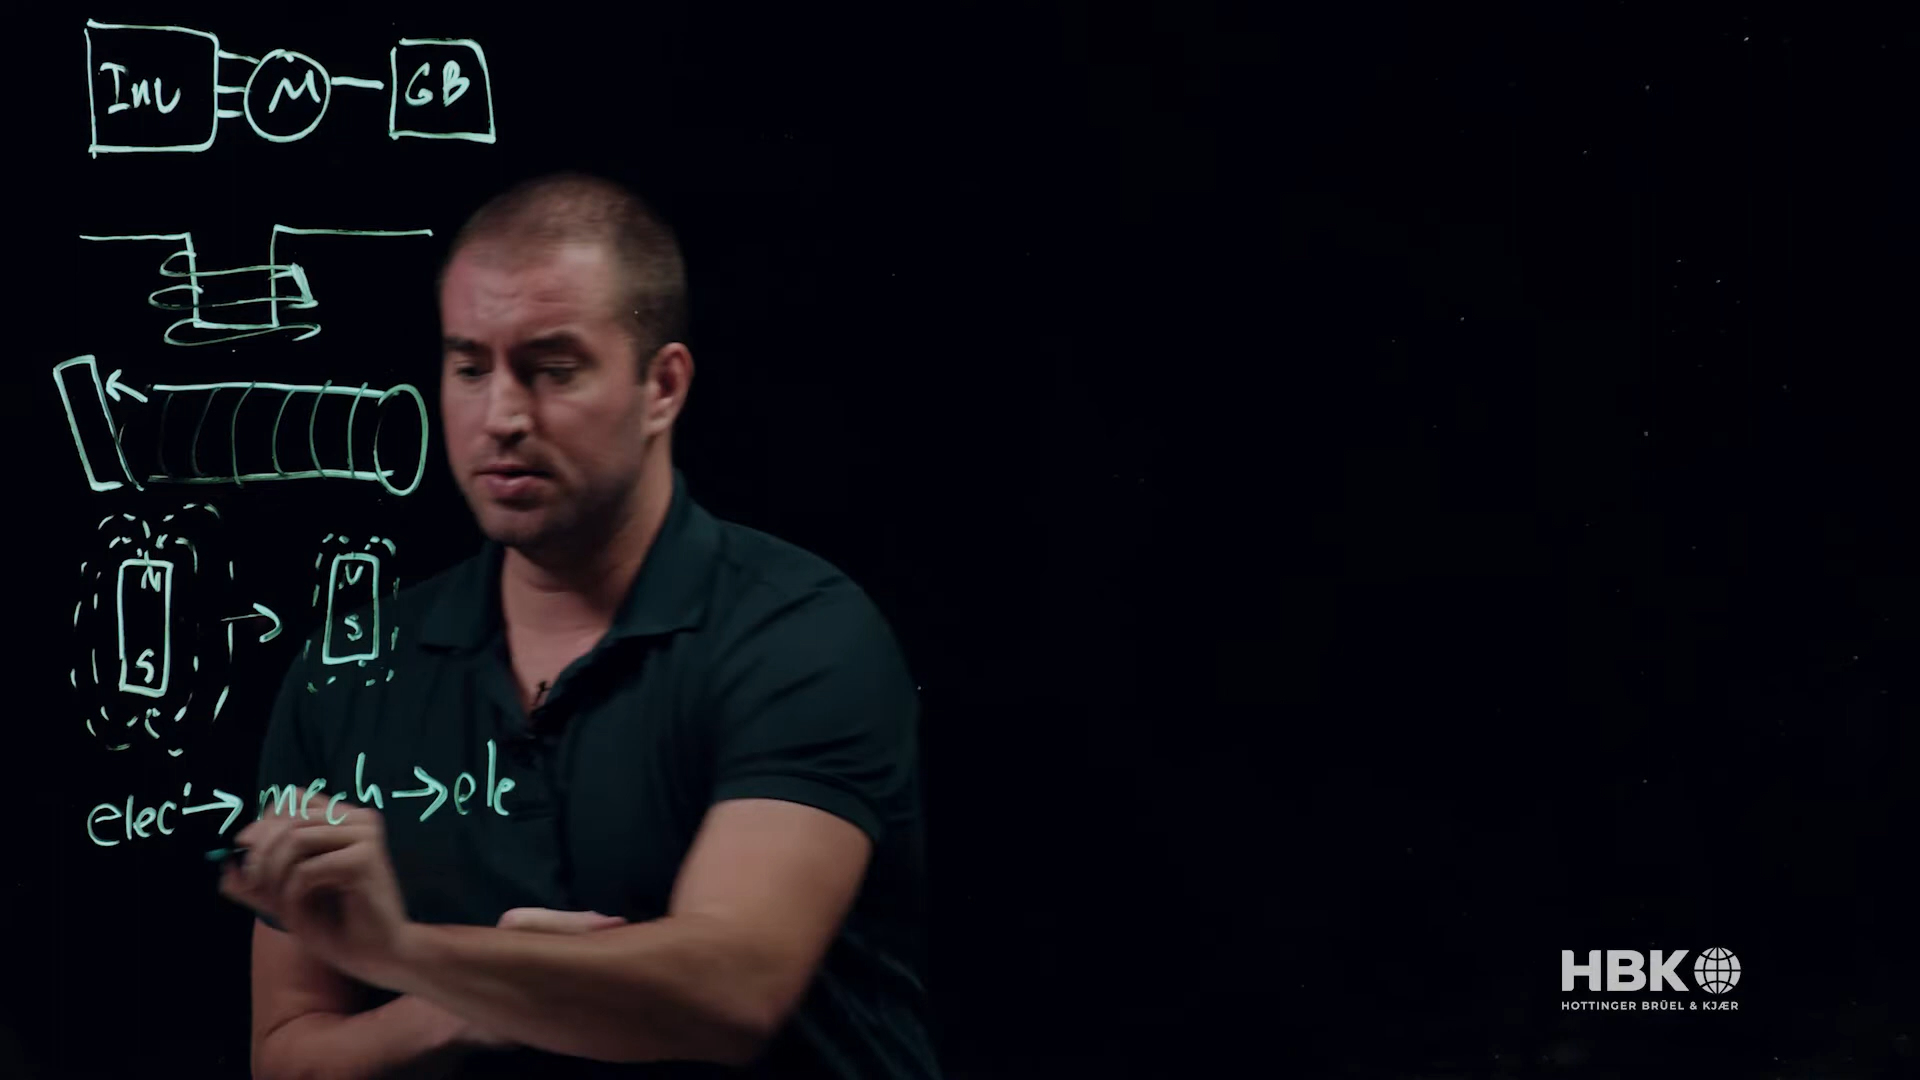 Inv M GB
N N
S S
elec → mech → ele
HBK
HOTTINGER BRÜEL & KJÆR